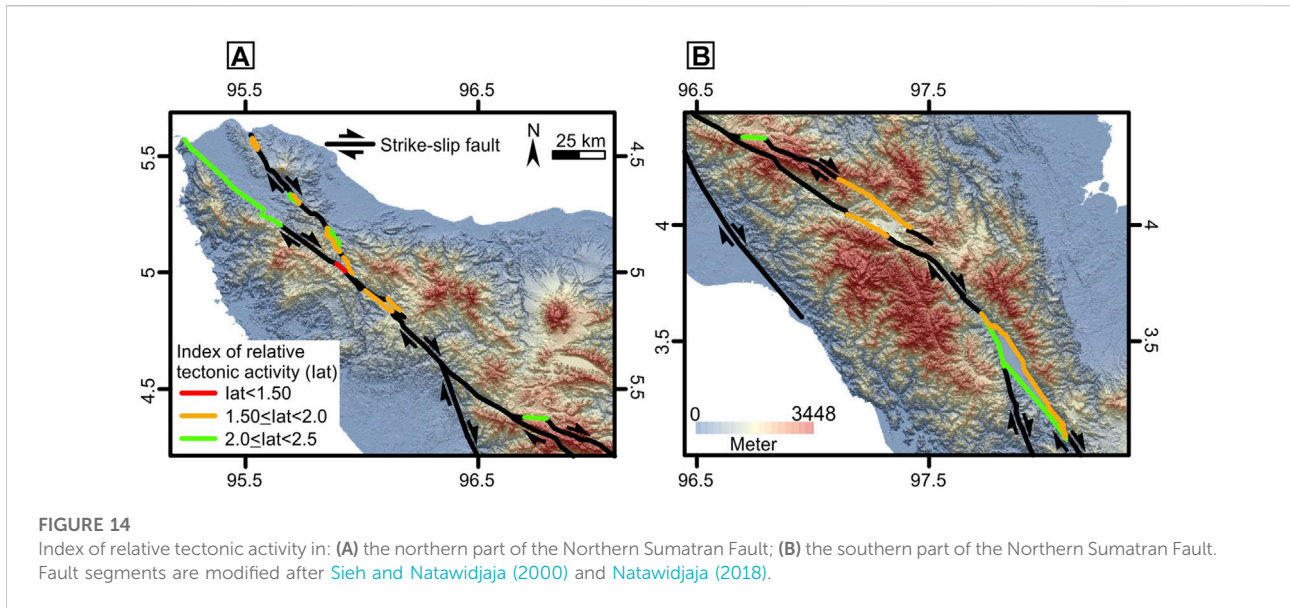 A
B
95.5
96.5
96.5
97.5
Strike-slip fault
N
25 km
5.5
4.5
5
5
4
4
Index of relative
tectonic activity (Iat)
Iat<1.50
1.50≤Iat<2.0
2.0≤Iat<2.5
4.5
5.5
3.5
3.5
0
3448
Meter
95.5
96.5
96.5
97.5
FIGURE 14
Index of relative tectonic activity in: (A) the northern part of the Northern Sumatran Fault; (B) the southern part of the Northern Sumatran Fault.
Fault segments are modified after Sieh and Natawidjaja (2000) and Natawidjaja (2018).